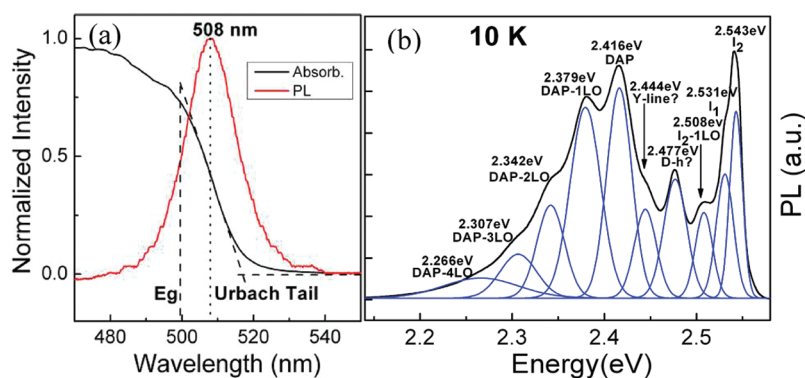 (a)
508 nm
Absorb.
PL
Normalized Intensity
1.0
0.5
0.0
Eg
Urbach Tail
480
500
520
540
Wavelength (nm)
(b)
10 K
2.543eV
I2
2.531eV
I1
2.508eV
I2-1LO
2.477eV
D-h?
2.444eV
Y-line?
2.416eV
DAP
2.379eV
DAP-1LO
2.342eV
DAP-2LO
2.307eV
DAP-3LO
2.266eV
DAP-4LO
PL (a.u.)
2.2
2.3
2.4
2.5
Energy(eV)